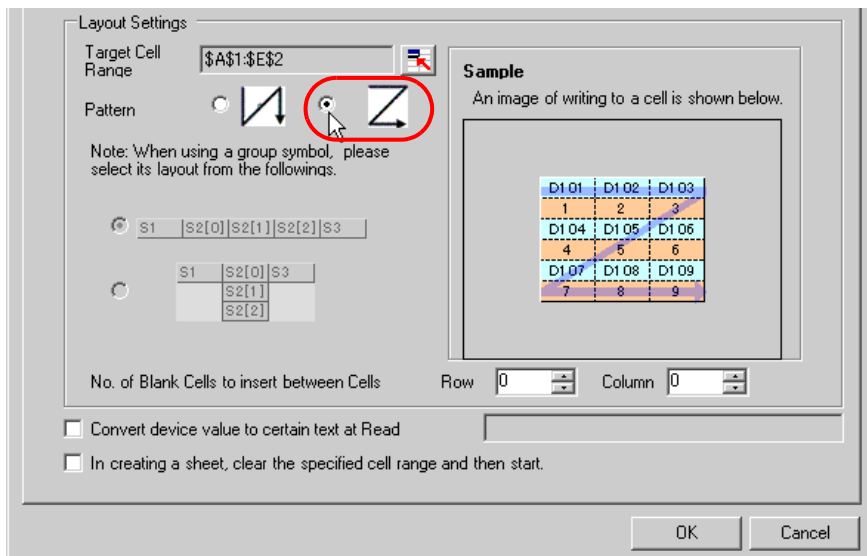 Layout Settings
Target Cell
Range
$A$1:$E$2
Pattern
Note: When using a group symbol, please
select its layout from the followings.
S1 S2[0] S2[1] S2[2] S3
S1 S2[0] S3
S2[1]
S2[2]
Sample
An image of writing to a cell is shown below.
D101 D102 D103
1 2 3
D104 D105 D106
4 5 6
D107 D108 D109
7 8 9
No. of Blank Cells to insert between Cells Row 0 Column 0
Convert device value to certain text at Read
In creating a sheet, clear the specified cell range and then start.
OK Cancel